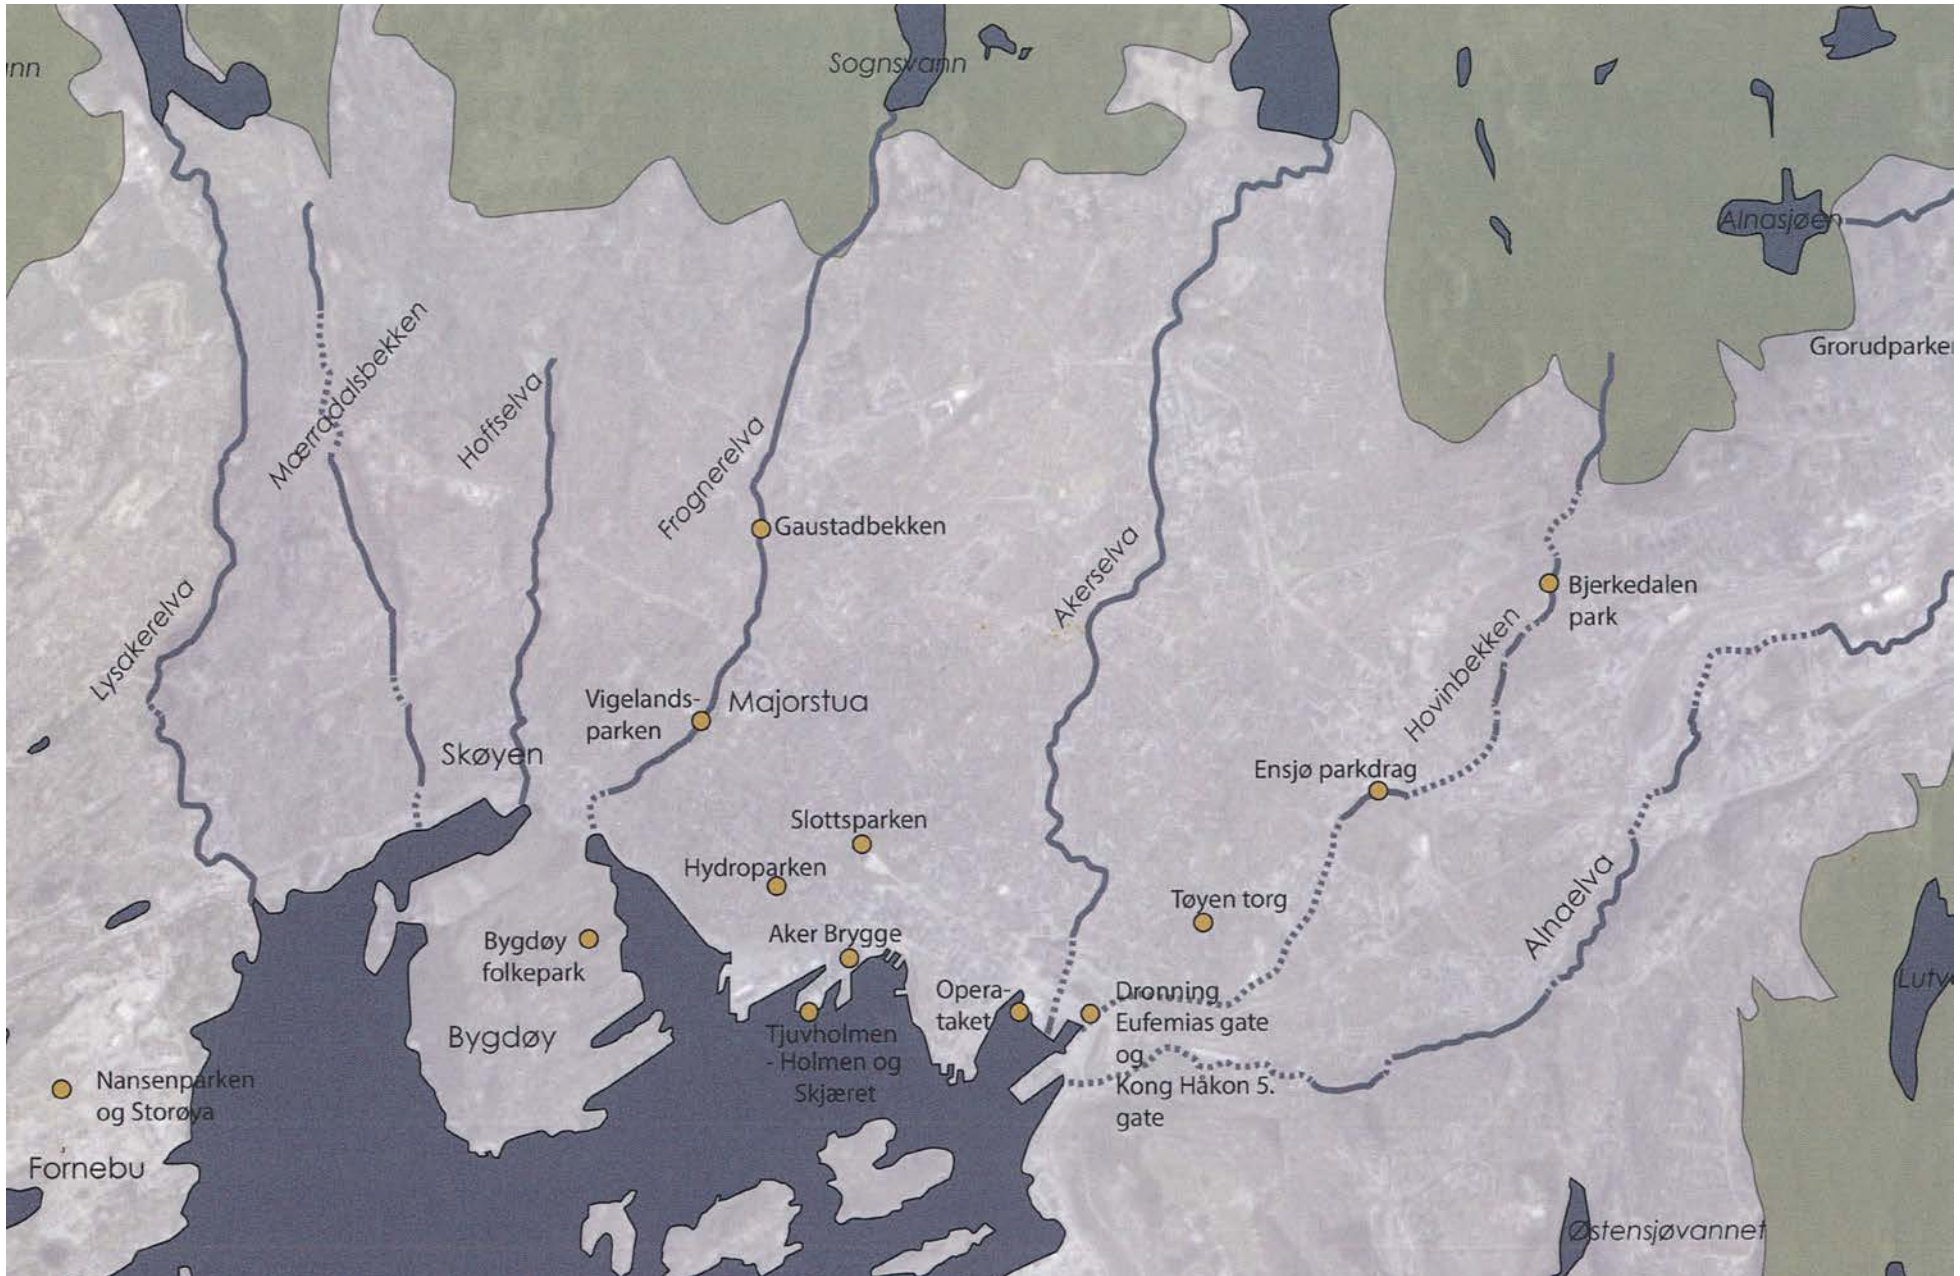 Sognsvann
nn
Alnasjøen
Grorudparken
Mærradalsbekken
Hoffselva
Frognerelva
Gaustadbekken
Akerselva
Bjerkedalen
park
Lysakerelva
Hovinbekken
Vigelands-
parken
Majorstua
Skøyen
Ensjø parkdrag
Slottsparken
Hydroparken
Tøyen torg
Alnaelva
Aker Brygge
Bygdøy
folkepark
Lutv
Opera-
taket
Dronning
Eufemias gate
og
Kong Håkon 5.
gate
Bygdøy
Tjuvholmen
- Holmen og
Skjæret
Nansenparken
og Storøya
Fornebu
Østensjøvannet